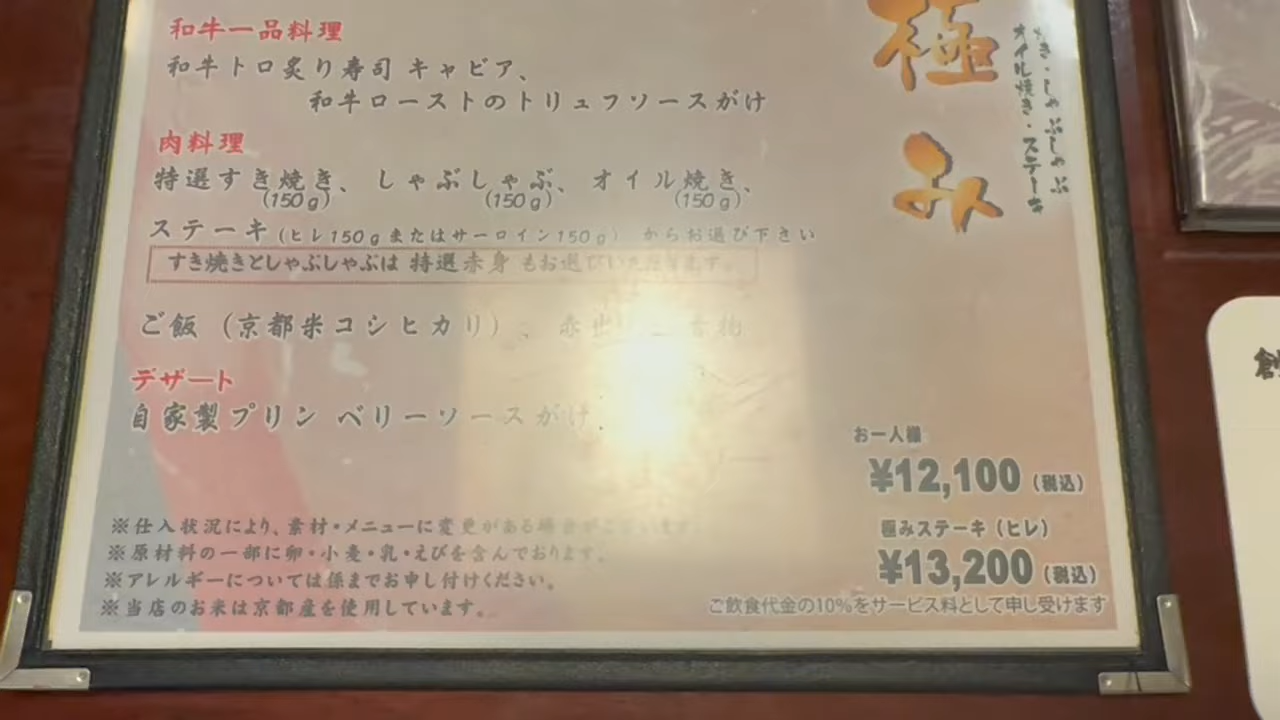 和牛一品料理
和牛トロ炙り寿司 キャビア、
和牛ローストのトリュフソースがけ
肉料理
特選すき焼き、 しゃぶしゃぶ、 オイル焼き、
(150g) (150g) (150g)
ステーキ (ヒレ150gまたはサーロイン150g) からお選び下さい
すき焼きとしゃぶしゃぶは 特選赤身 もお選びいただけます。
ご飯 (京都米コシヒカリ)、
デザート
自家製プリン ベリーソースがけ
※仕入状況により、素材・メニューに変更がある場合がございます
※原材料の一部に卵・小麦・乳・えびを含んでおります。
※アレルギーについては係までお申し付けください。
※当店のお米は京都産を使用しています。
極み
き・しゃぶしゃぶ
オイル焼き・ステーキ
お一人様
¥12,100 (税込)
極みステーキ (ヒレ)
¥13,200 (税込)
ご飲食代金の10%をサービス料として申し受けます
創